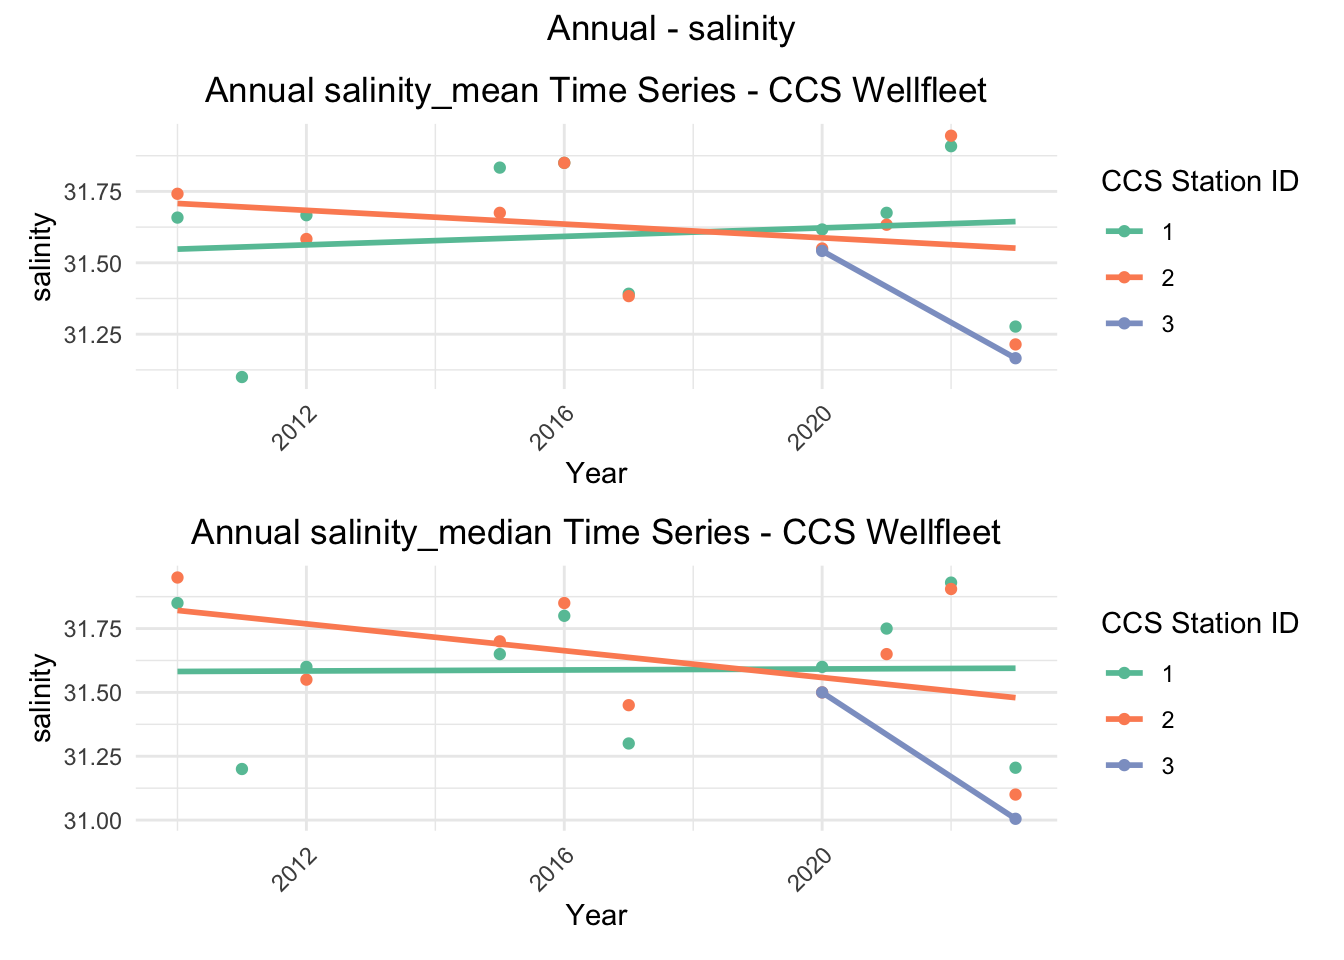 Annual - salinity
Annual salinity_mean Time Series - CCS Wellfleet
salinity
31.75
31.50
31.25
2012
2016
2020
Year
CCS Station ID
1
2
3
Annual salinity_median Time Series - CCS Wellfleet
salinity
31.75
31.50
31.25
31.00
2012
2016
2020
Year
CCS Station ID
1
2
3